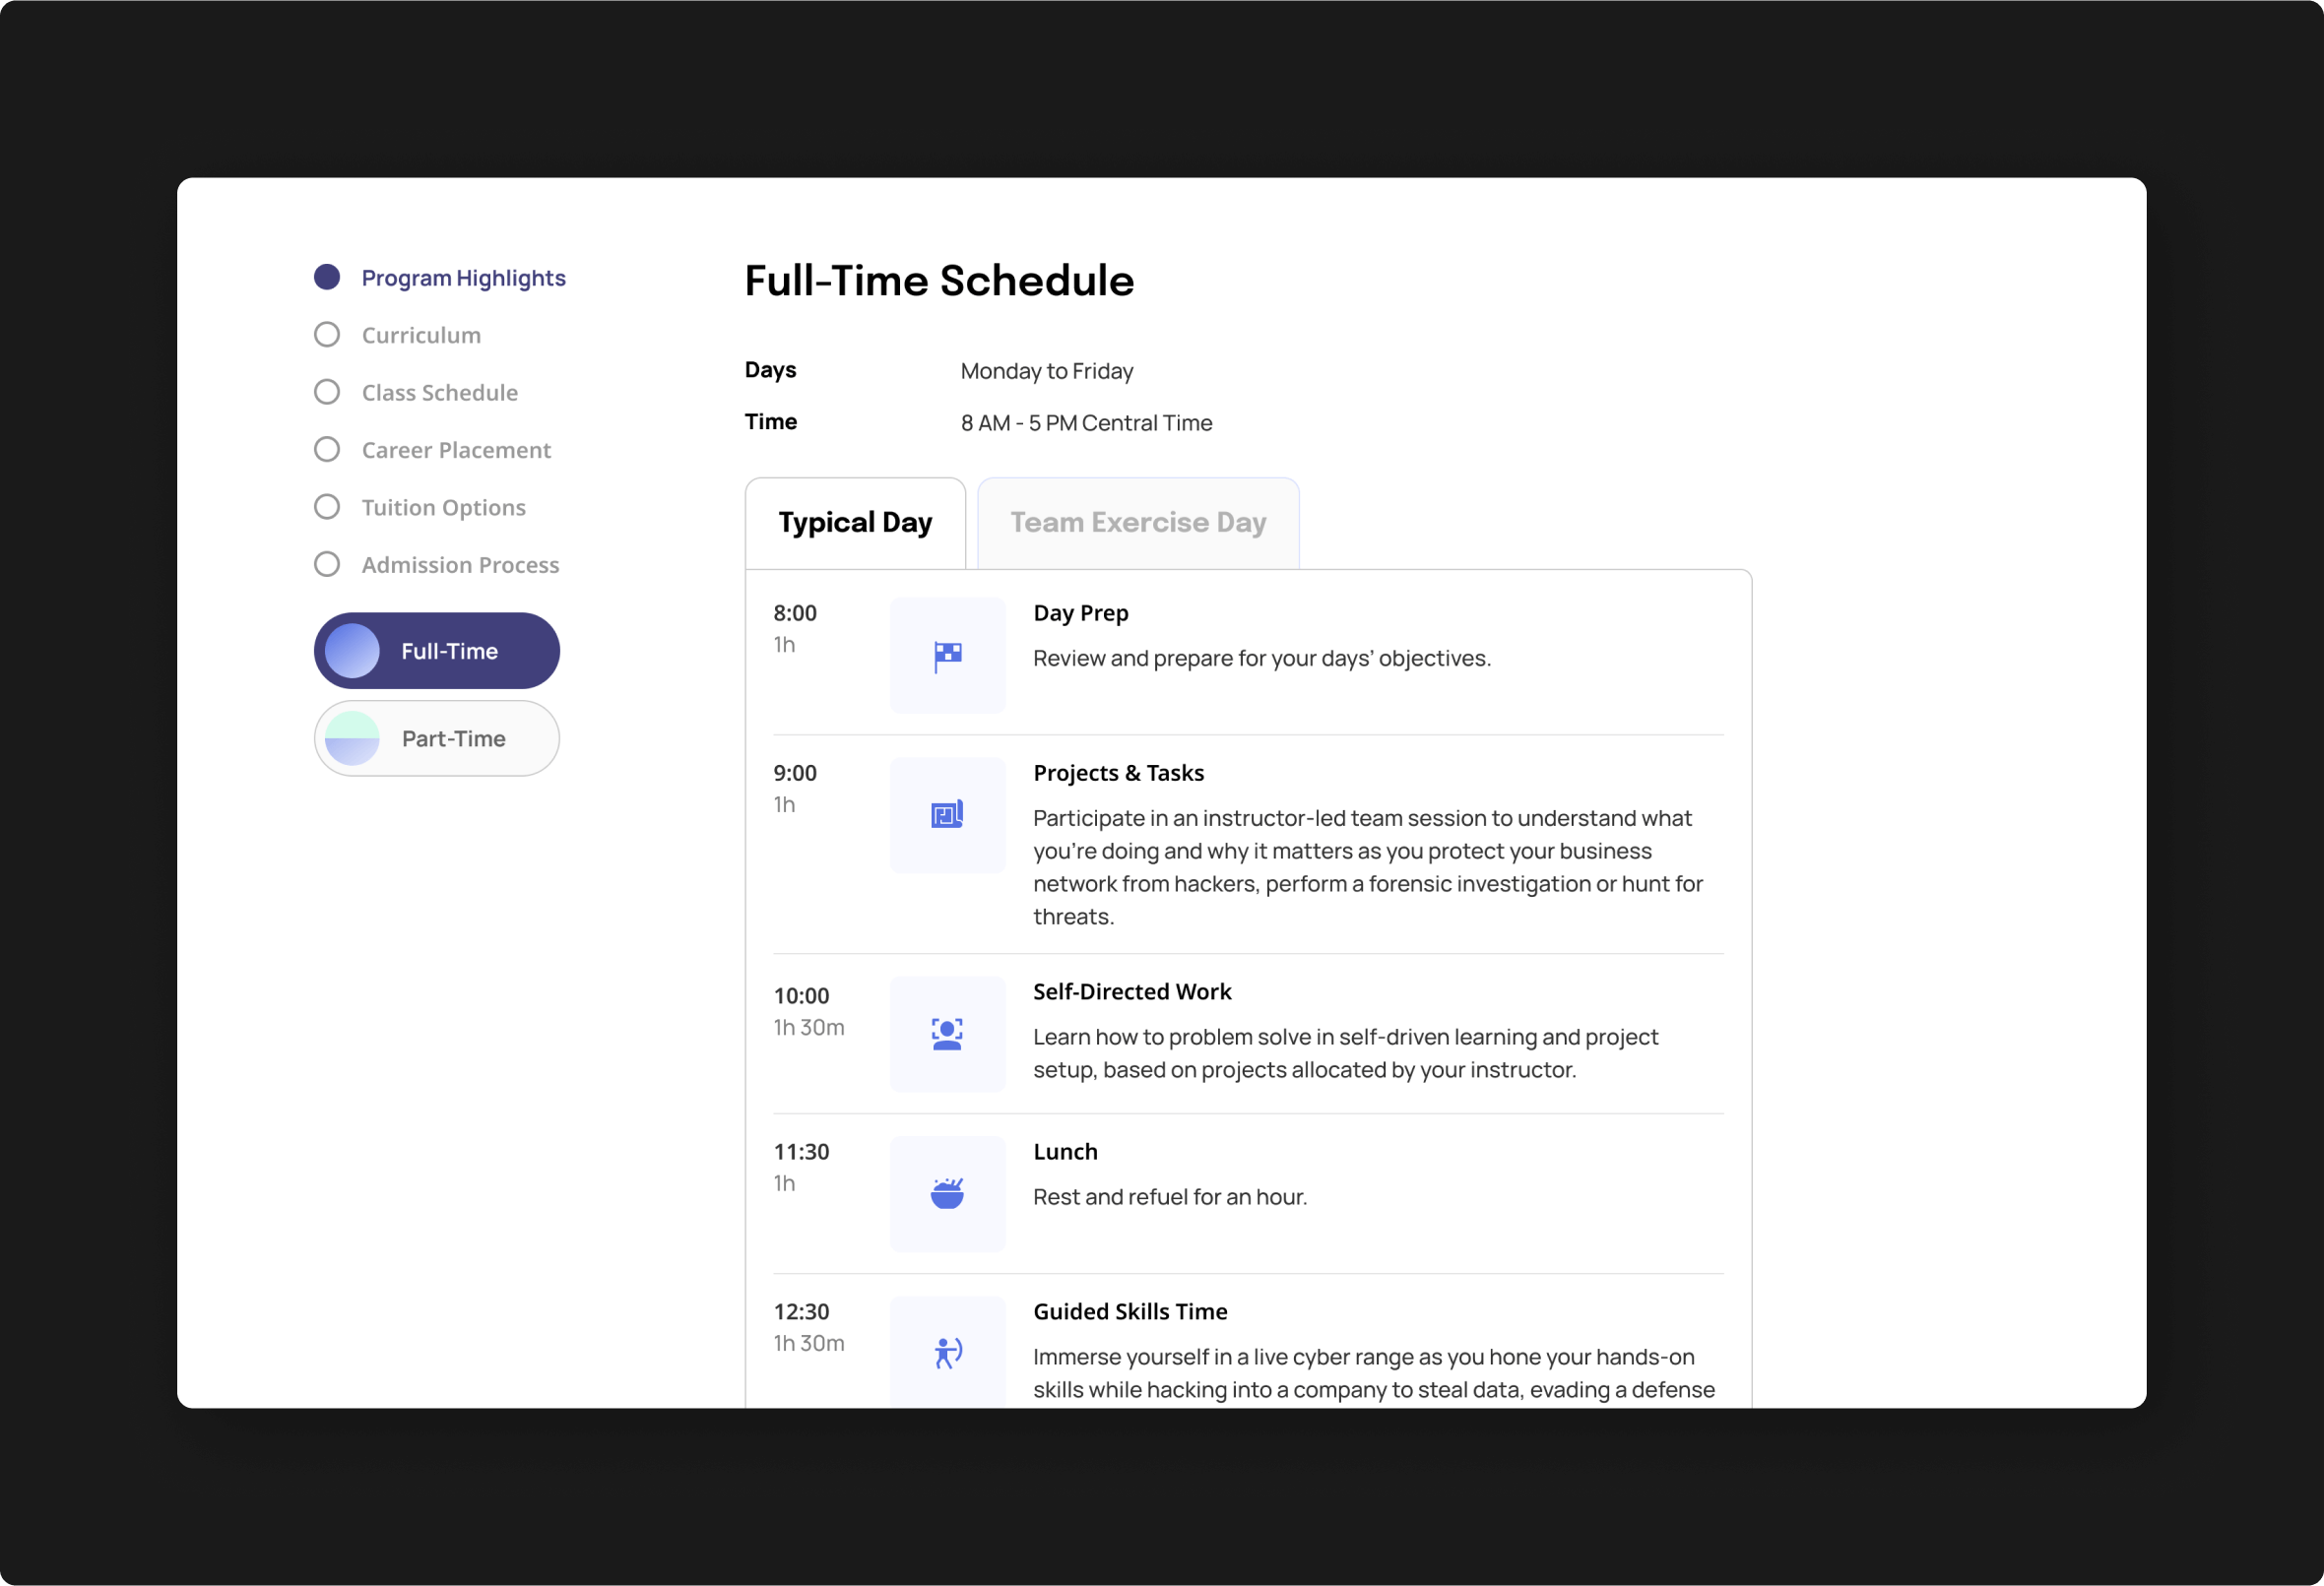 Program Highlights
Curriculum
Class Schedule
Career Placement
Tuition Options
Admission Process
Full-Time
Part-Time
Full-Time Schedule
Days
Monday to Friday
Time
8 AM - 5 PM Central Time
Typical Day
Team Exercise Day
8:00
1h
Day Prep
Review and prepare for your days’ objectives.
9:00
1h
Projects & Tasks
Participate in an instructor-led team session to understand what
you’re doing and why it matters as you protect your business
network from hackers, perform a forensic investigation or hunt for
threats.
10:00
1h 30m
Self-Directed Work
Learn how to problem solve in self-driven learning and project
setup, based on projects allocated by your instructor.
11:30
1h
Lunch
Rest and refuel for an hour.
12:30
1h 30m
Guided Skills Time
Immerse yourself in a live cyber range as you hone your hands-on
skills while hacking into a company to steal data, evading a defense